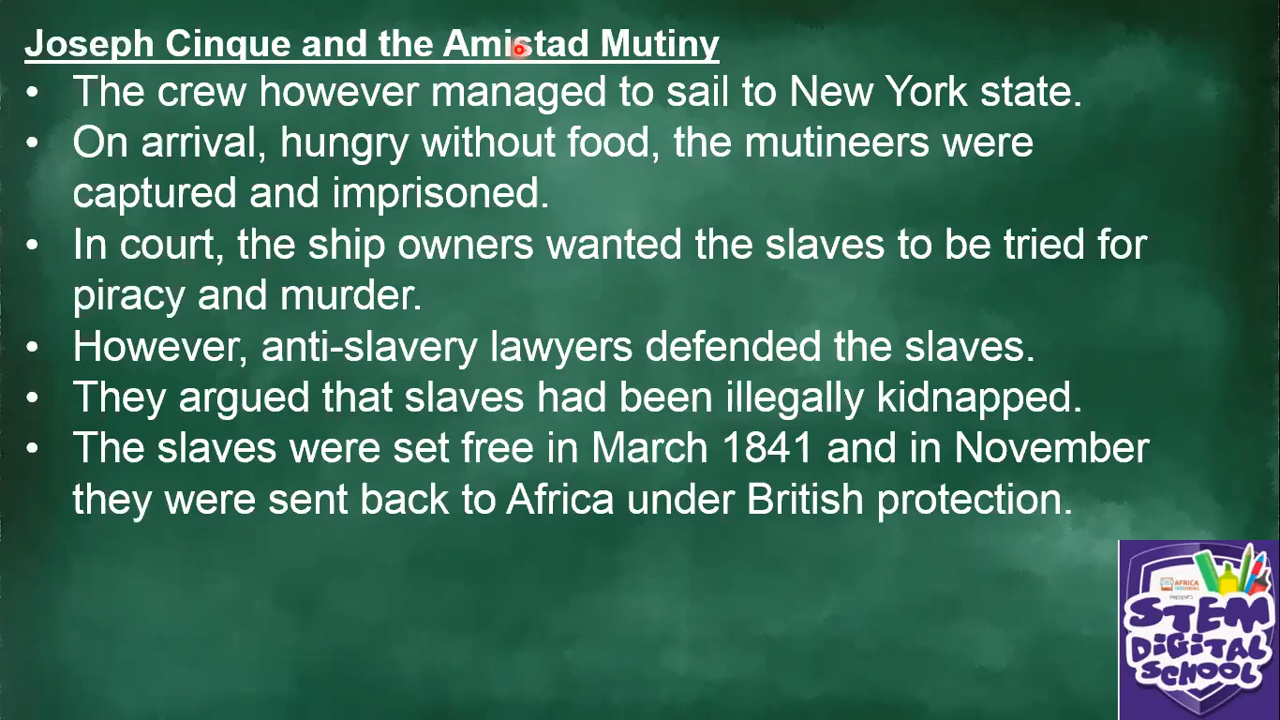 Joseph Cinque and the Amistad Mutiny
• The crew however managed to sail to New York state.
• On arrival, hungry without food, the mutineers were
captured and imprisoned.
• In court, the ship owners wanted the slaves to be tried for
piracy and murder.
• However, anti-slavery lawyers defended the slaves.
• They argued that slaves had been illegally kidnapped.
• The slaves were set free in March 1841 and in November
they were sent back to Africa under British protection.
AFRICA
PRESENTS
STEM
DIGITAL
SCHOOL